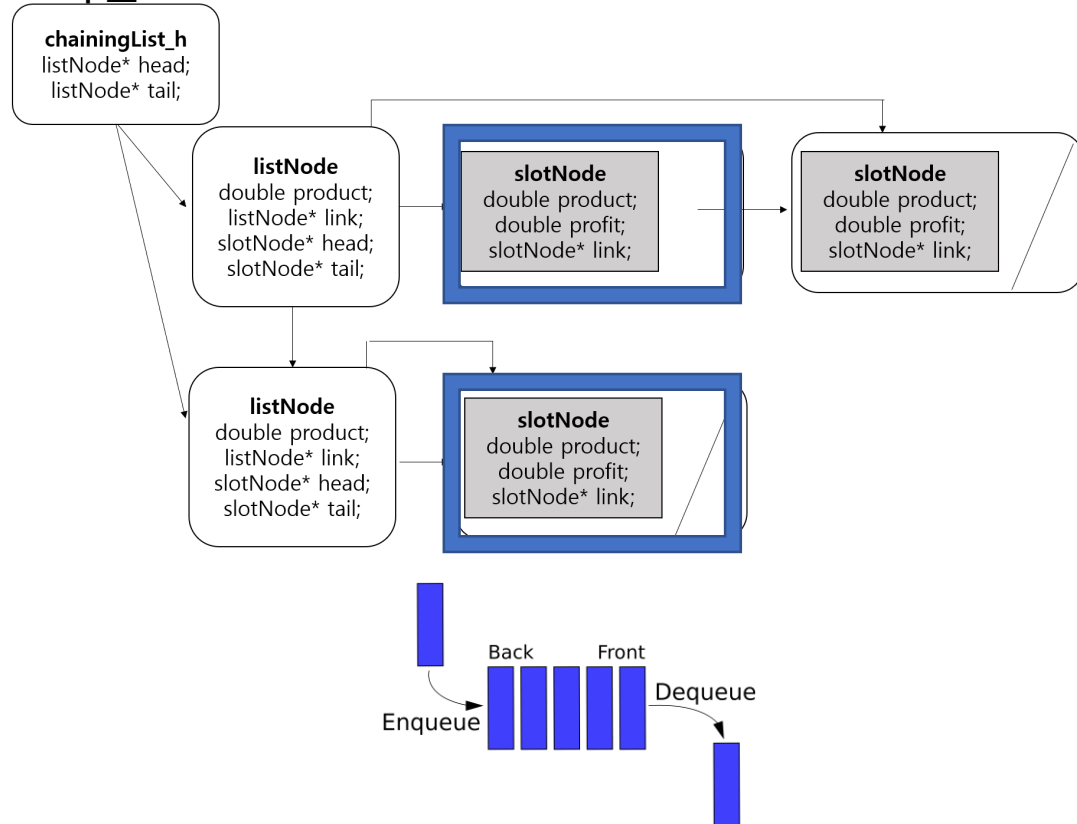 chainingList_h
listNode* head;
listNode* tail;
listNode
double product;
listNode* link;
slotNode* head;
slotNode* tail;
slotNode
double product;
double profit;
slotNode* link;
slotNode
double product;
double profit;
slotNode* link;
listNode
double product;
listNode* link;
slotNode* head;
slotNode* tail;
slotNode
double product;
double profit;
slotNode* link;
Back Front
Enqueue
Dequeue